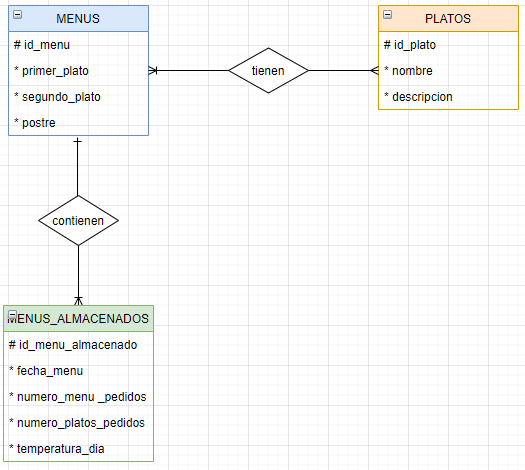 MENUS
# id_menu
* primer_plato
* segundo_plato
* postre
tienen
PLATOS
# id_plato
* nombre
* descripcion
contienen
MENUS_ALMACENADOS
# id_menu_almacenado
* fecha_menu
* numero_menu _pedidos
* numero_platos_pedidos
* temperatura_dia